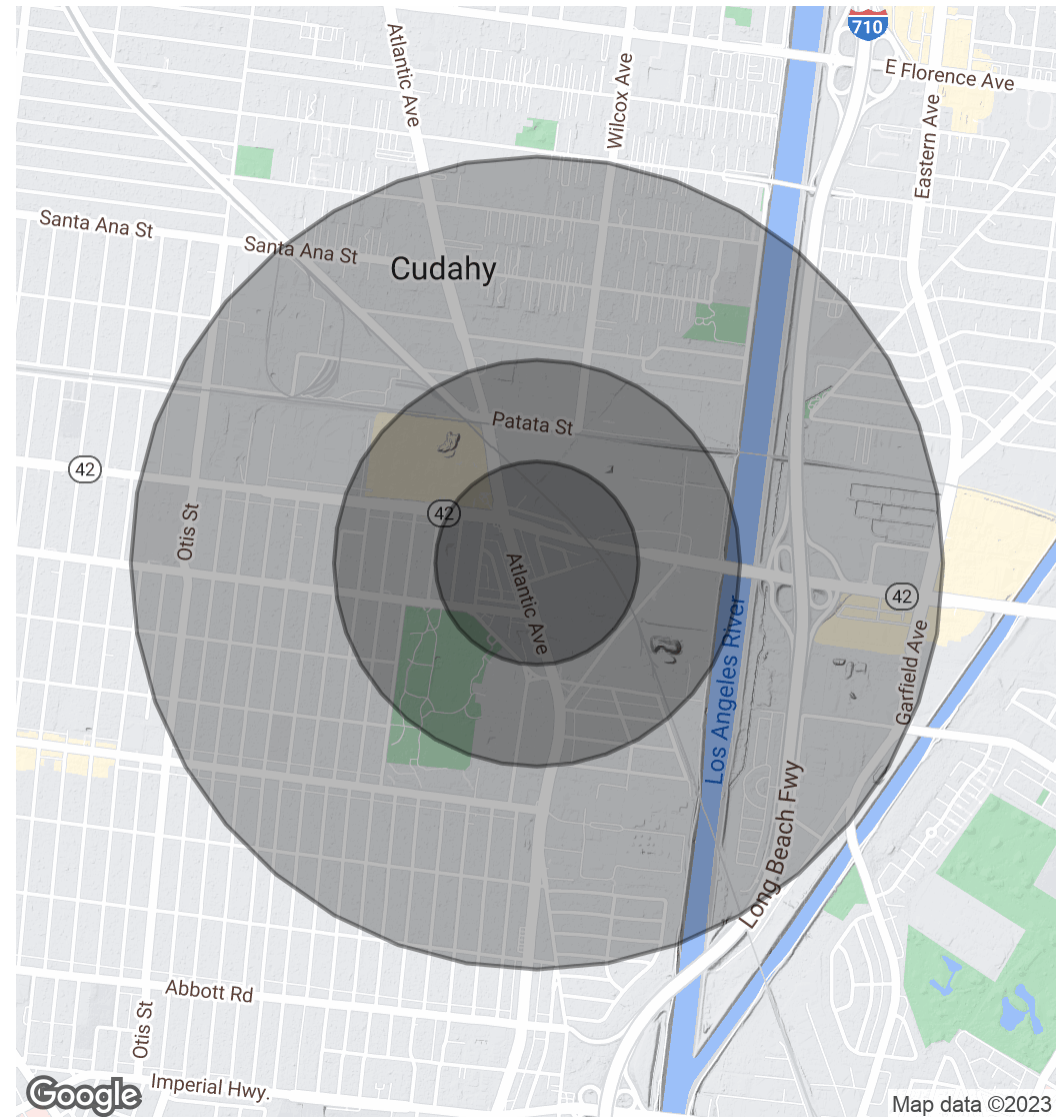 710
E Florence Ave
Atlantic Ave
Wilcox Ave
Eastern Ave
Santa Ana St
Santa Ana St
Cudahy
Patata St
42
42
Otis St
Atlantic Ave
42
Los Angeles River
Garfield Ave
Long Beach Fwy
Abbott Rd
Otis St
Imperial Hwy.
Google
Map data ©2023